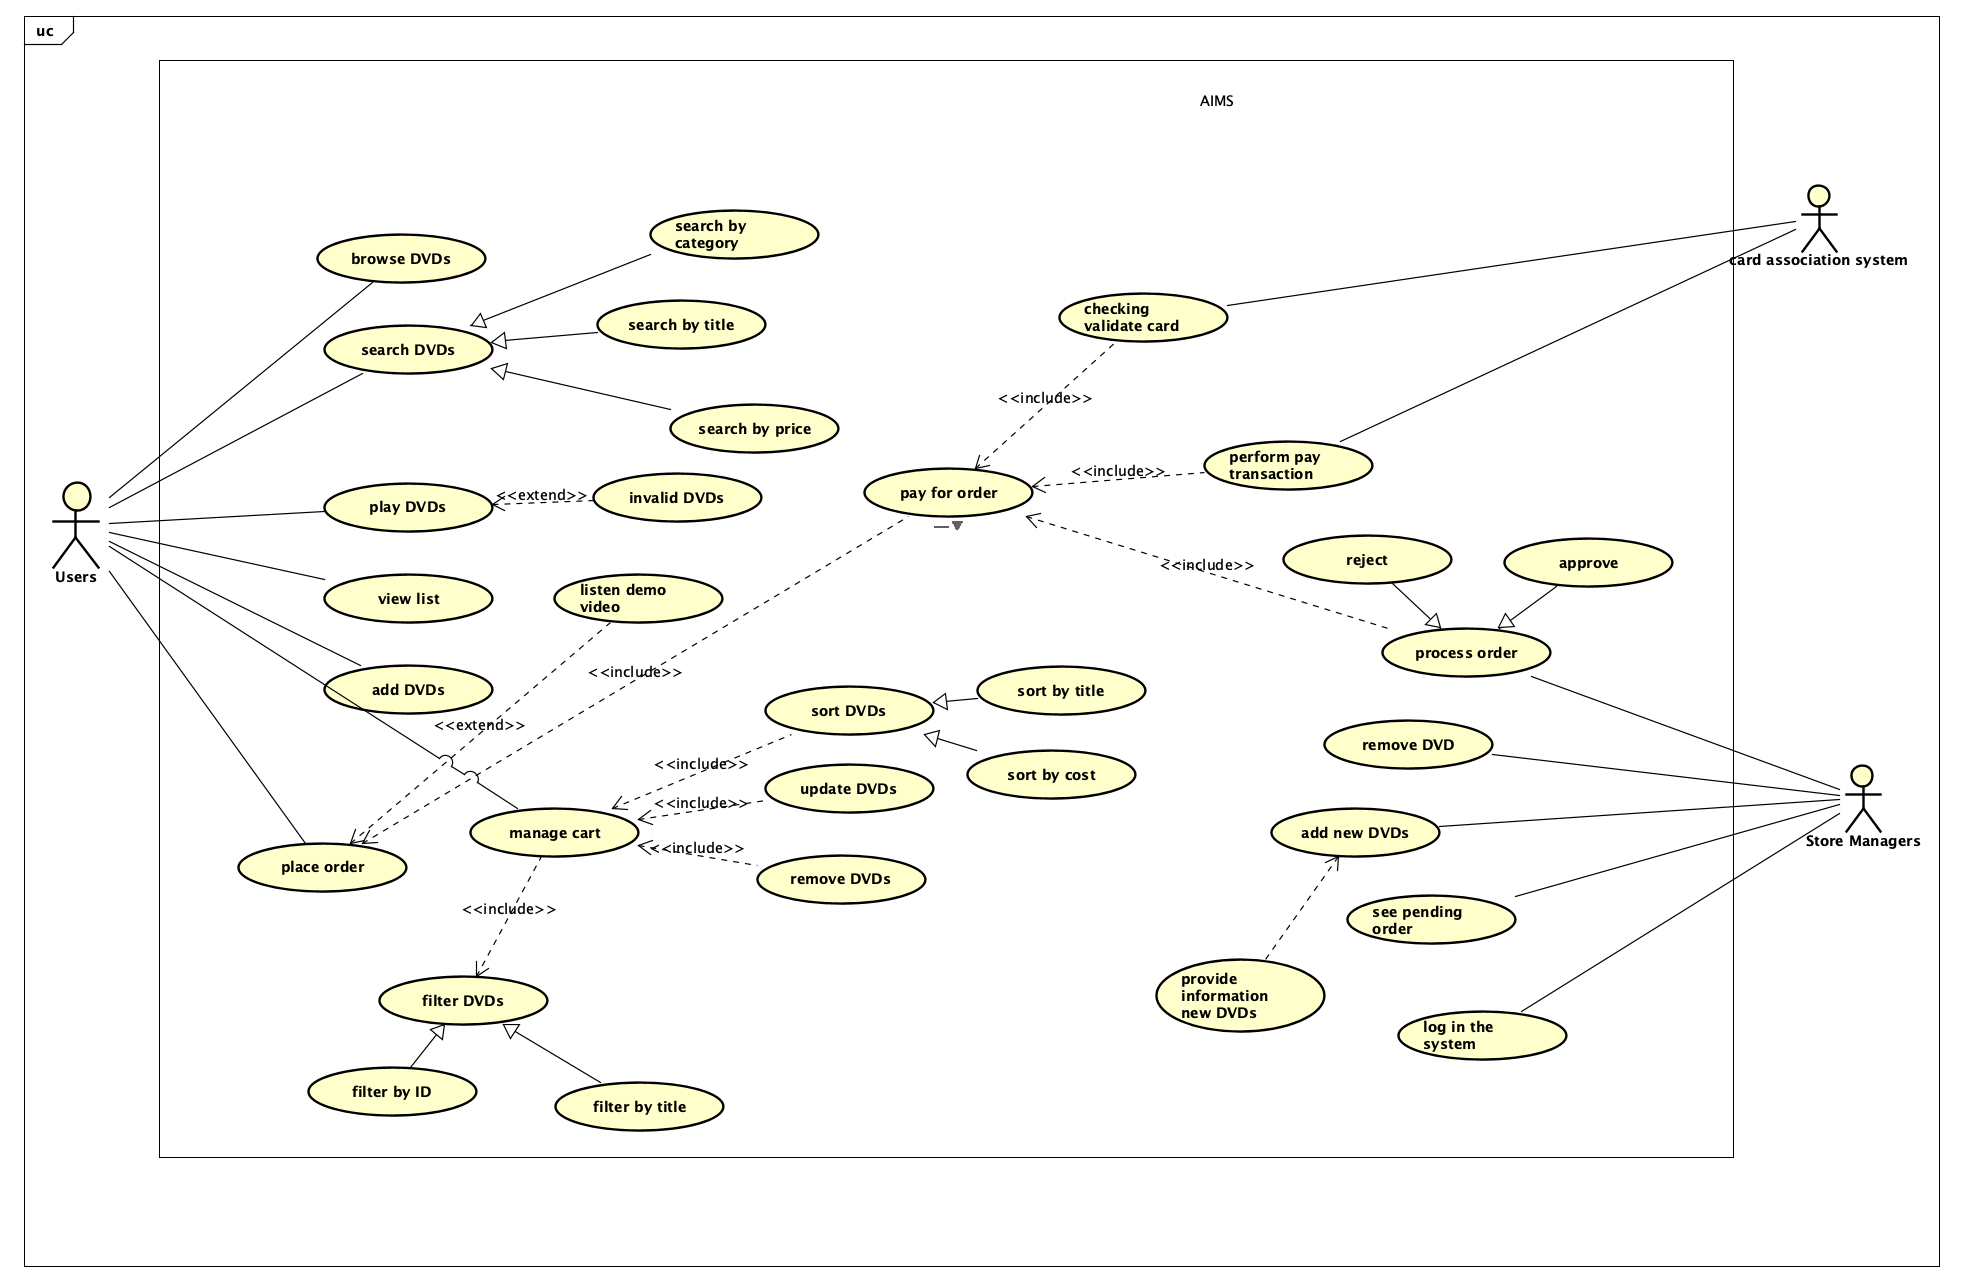 uc
AIMS
search by
category
browse DVDs
card association system
checking
validate card
search by title
search DVDs
<<include>>
search by price
perform pay
transaction
<<include>>
pay for order
<<extend>>
invalid DVDs
play DVDs
Users
<<include>>
reject
approve
listen demo
video
view list
process order
<<include>>
add DVDs
sort by title
sort DVDs
<<extend>>
remove DVD
<<include>>
sort by cost
update DVDs
<<include>>
manage cart
add new DVDs
Store Managers
<<include>>
place order
remove DVDs
<<include>>
see pending
order
provide
information
new DVDs
filter DVDs
log in the
system
filter by ID
filter by title